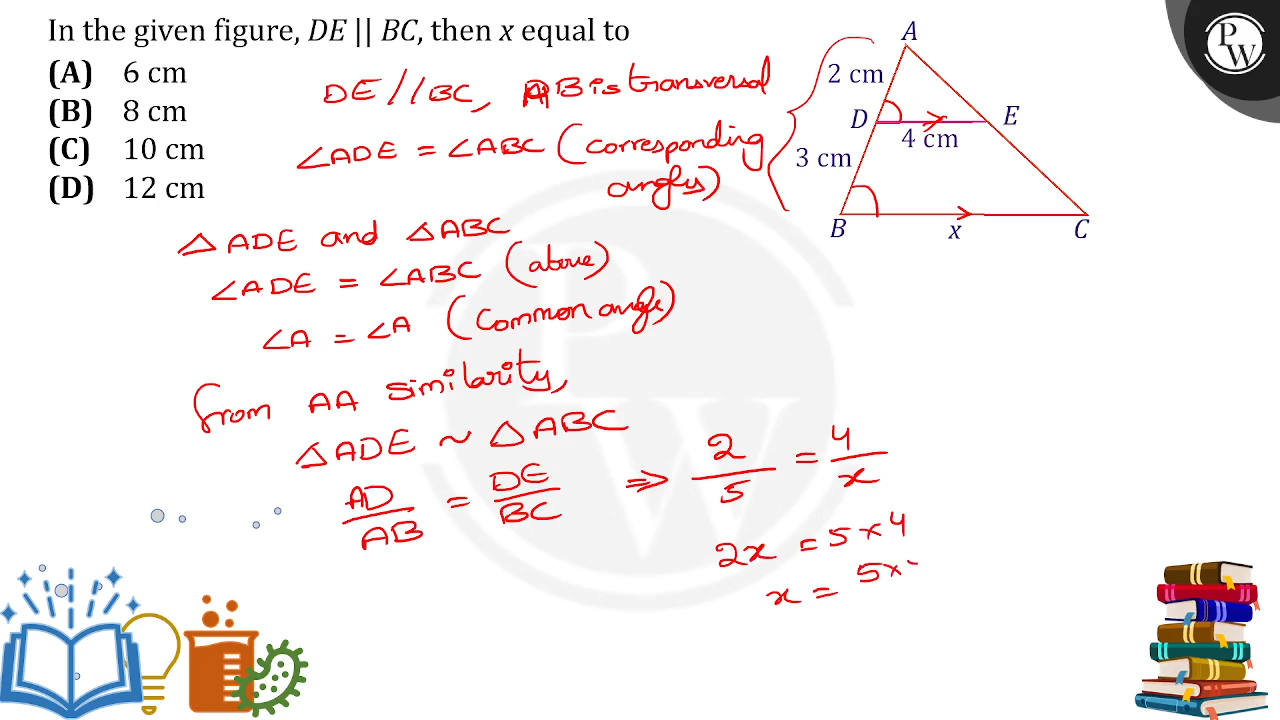 In the given figure, DE || BC, then x equal to
(A) 6 cm
(B) 8 cm
(C) 10 cm
(D) 12 cm
DE // BC, AB is transversal
∠ADE = ∠ABC (corresponding
angles)
△ADE and △ABC
∠ADE = ∠ABC (above)
∠A = ∠A (Common angle)
from AA similarity,
△ADE ~ △ABC
AD/AB = DE/BC ⇒ 2/5 = 4/x
2x = 5×4
x = 5×
A
2 cm
D
E
4 cm
3 cm
B
x
C
PW
PW